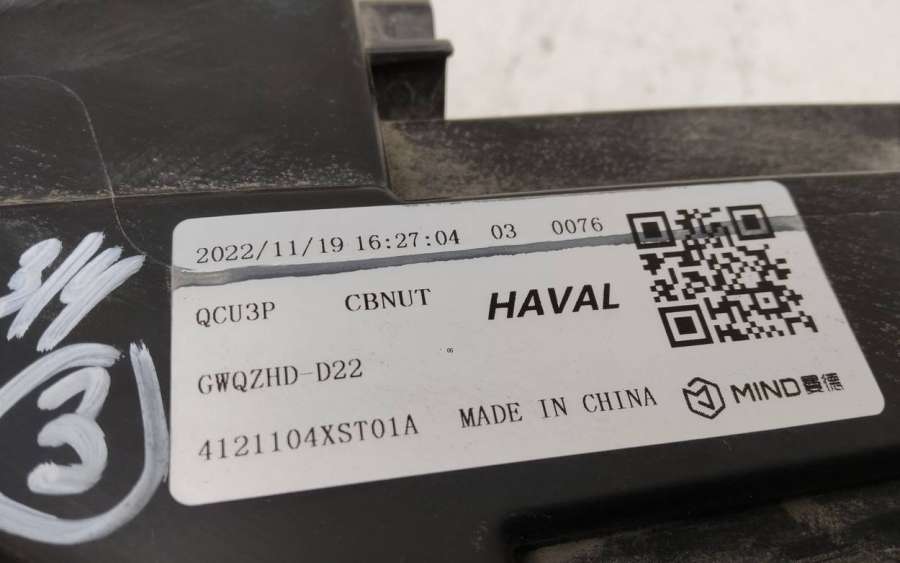 2022/11/19 16:27:04 03 0076
QCU3P CBNUT HAVAL
GWQZHD-D22
4121104XST01A MADE IN CHINA MIND曼德
3